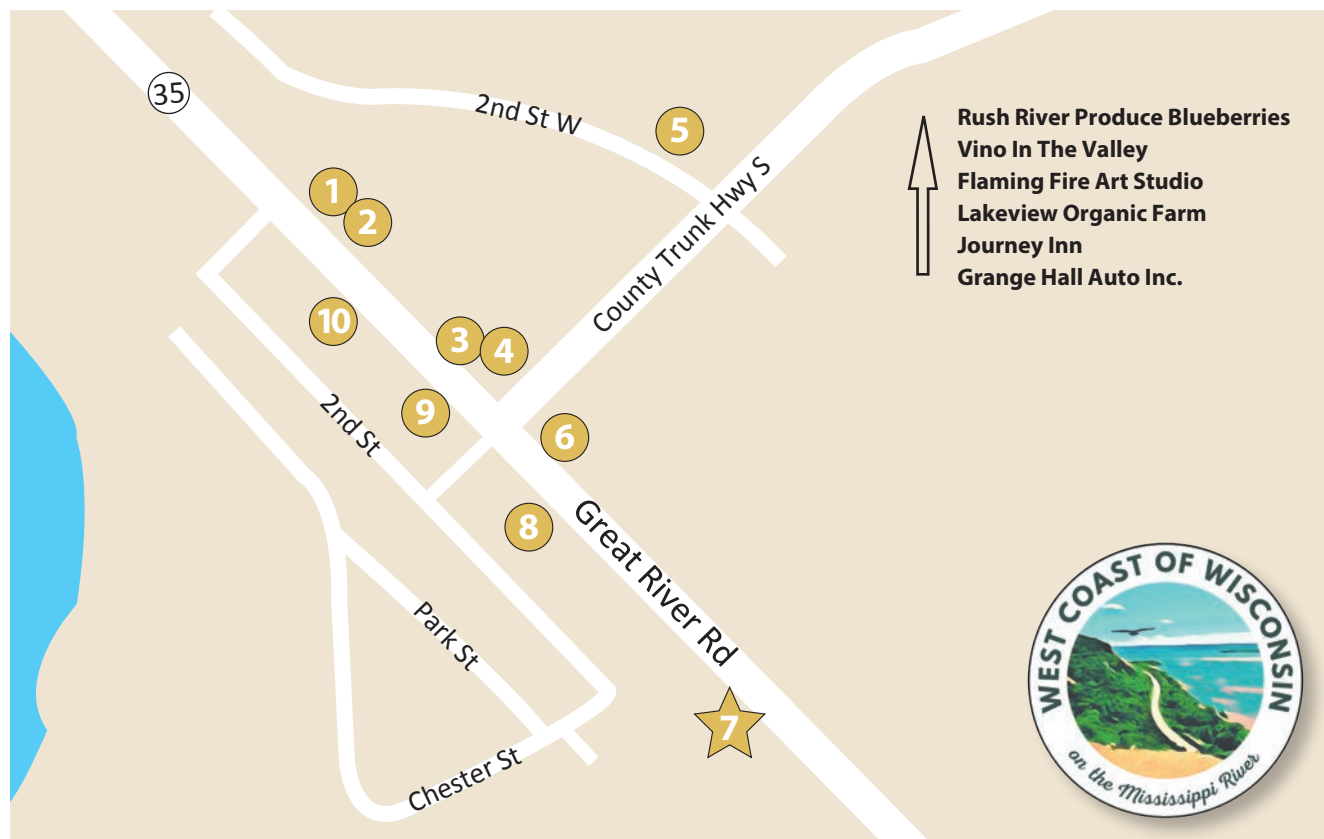 35
2nd St W
5
Rush River Produce Blueberries
Vino In The Valley
Flaming Fire Art Studio
Lakeview Organic Farm
Journey Inn
Grange Hall Auto Inc.
1
2
County Trunk Hwy S
10
3
4
9
2nd St
6
8
Great River Rd
Park St
7
Chester St
WEST COAST OF WISCONSIN
on the Mississippi River